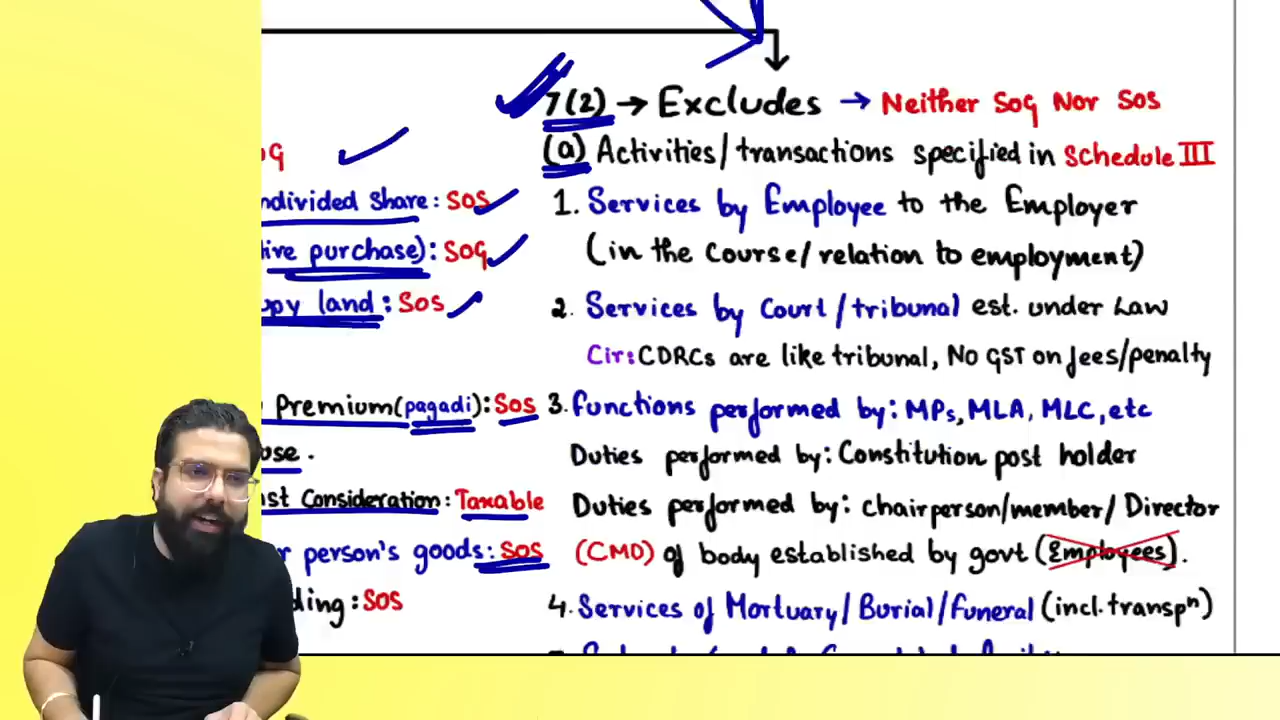 7(2) → Excludes → Neither SoG Nor SOS
(a) Activities/transactions specified in Schedule III
1. Services by Employee to the Employer
(in the Course/relation to employment)
2. Services by Court/tribunal est. under Law
Cir: CDRCs are like tribunal, No GST on fees/penalty
3. Functions performed by: MPs, MLA, MLC, etc
Duties performed by: Constitution post holder
Duties performed by: Chairperson/member/Director
(CMD) of body established by govt (Employees).
4. Services of Mortuary/Burial/Funeral (incl. transpⁿ)
ndivided Share: SOS
purchase): SOG
land: SOS
Premium(pagadi): SOS
Consideration: Taxable
person's goods: SOS
: SOS